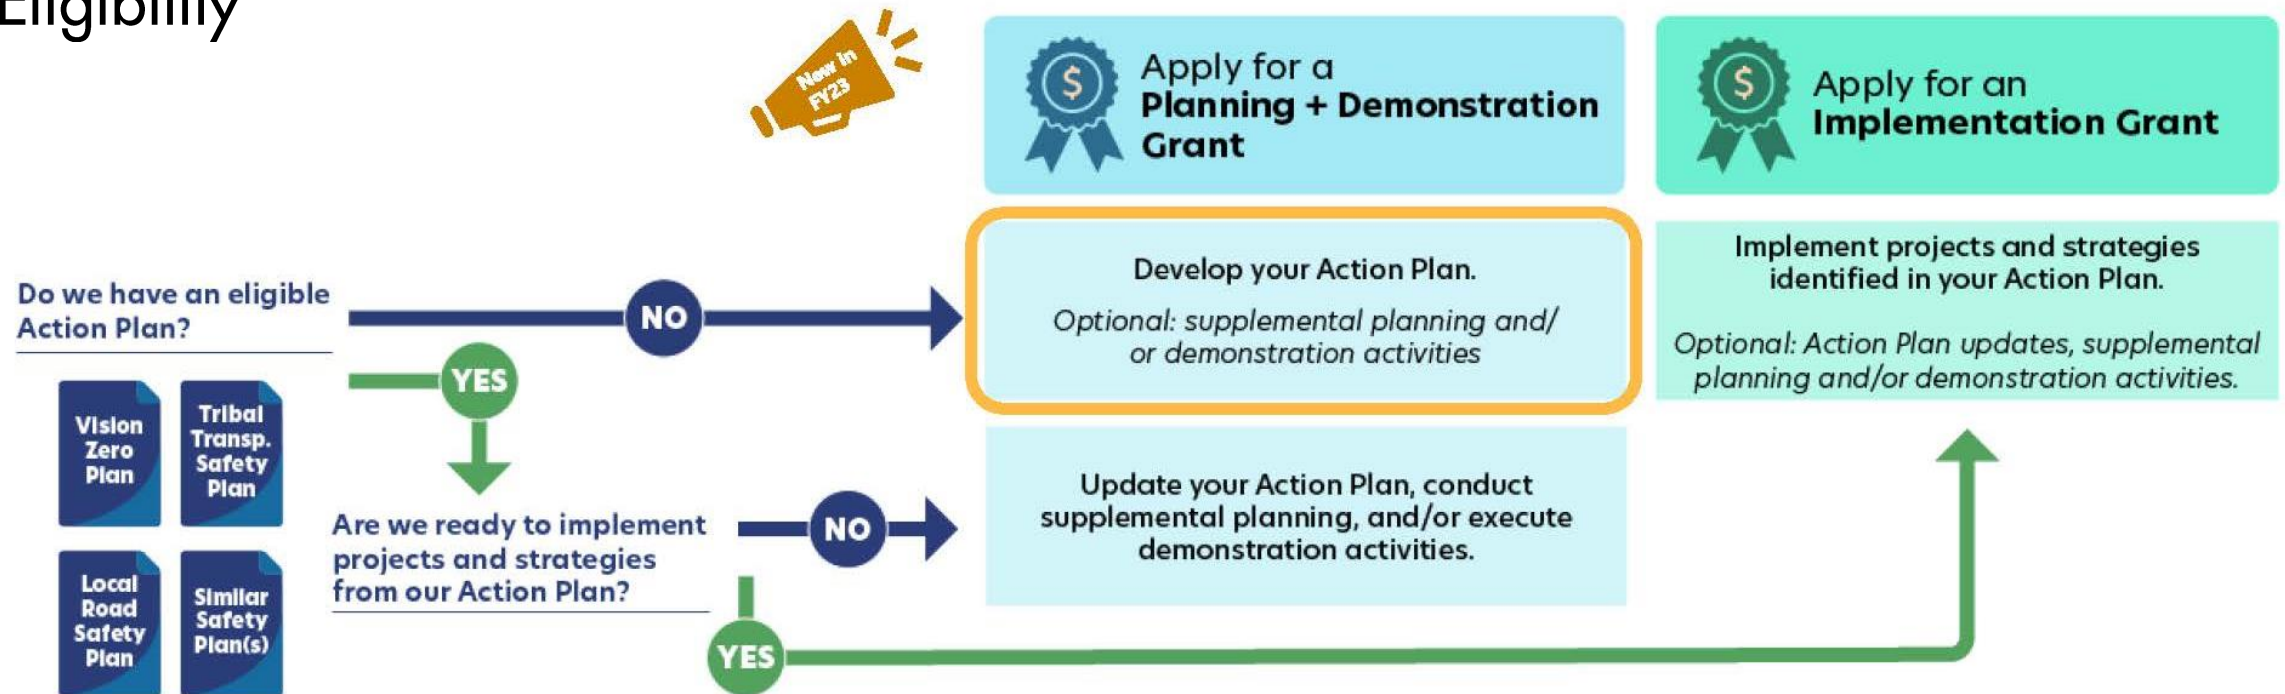 Eligibility
New in
FY23
$
Apply for a
Planning + Demonstration
Grant
$
Apply for an
Implementation Grant
Do we have an eligible
Action Plan?
NO
YES
Develop your Action Plan.
Optional: supplemental planning and/
or demonstration activities
Implement projects and strategies
identified in your Action Plan.
Optional: Action Plan updates, supplemental
planning and/or demonstration activities.
Vision
Zero
Plan
Tribal
Transp.
Safety
Plan
Local
Road
Safety
Plan
Similar
Safety
Plan(s)
Are we ready to implement
projects and strategies
from our Action Plan?
NO
YES
Update your Action Plan, conduct
supplemental planning, and/or execute
demonstration activities.